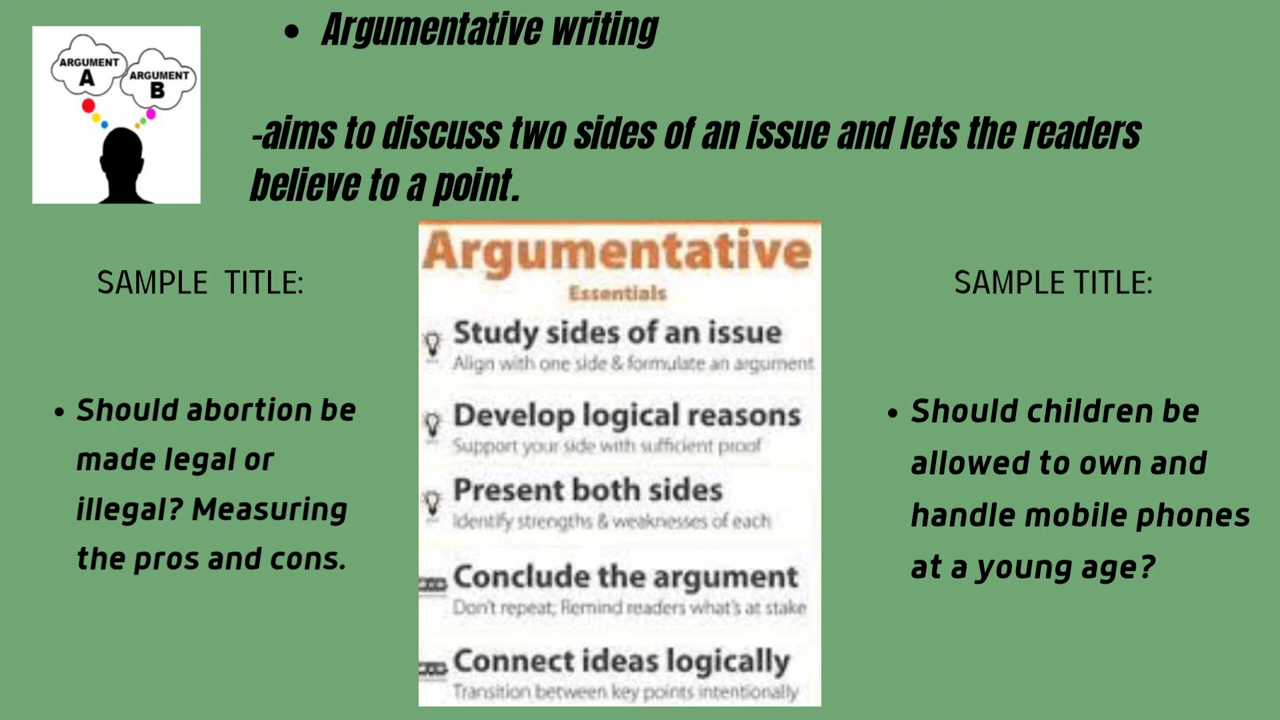 ARGUMENT
A
ARGUMENT
B
• Argumentative writing
-aims to discuss two sides of an issue and lets the readers
believe to a point.
SAMPLE TITLE:
• Should abortion be
made legal or
illegal? Measuring
the pros and cons.
Argumentative
Essentials
Study sides of an issue
Align with one side & formulate an argument
Develop logical reasons
Support your side with sufficient proof
Present both sides
Identify strengths & weaknesses of each
Conclude the argument
Don't repeat; Remind readers what's at stake
Connect ideas logically
Transition between key points intentionally
SAMPLE TITLE:
• Should children be
allowed to own and
handle mobile phones
at a young age?